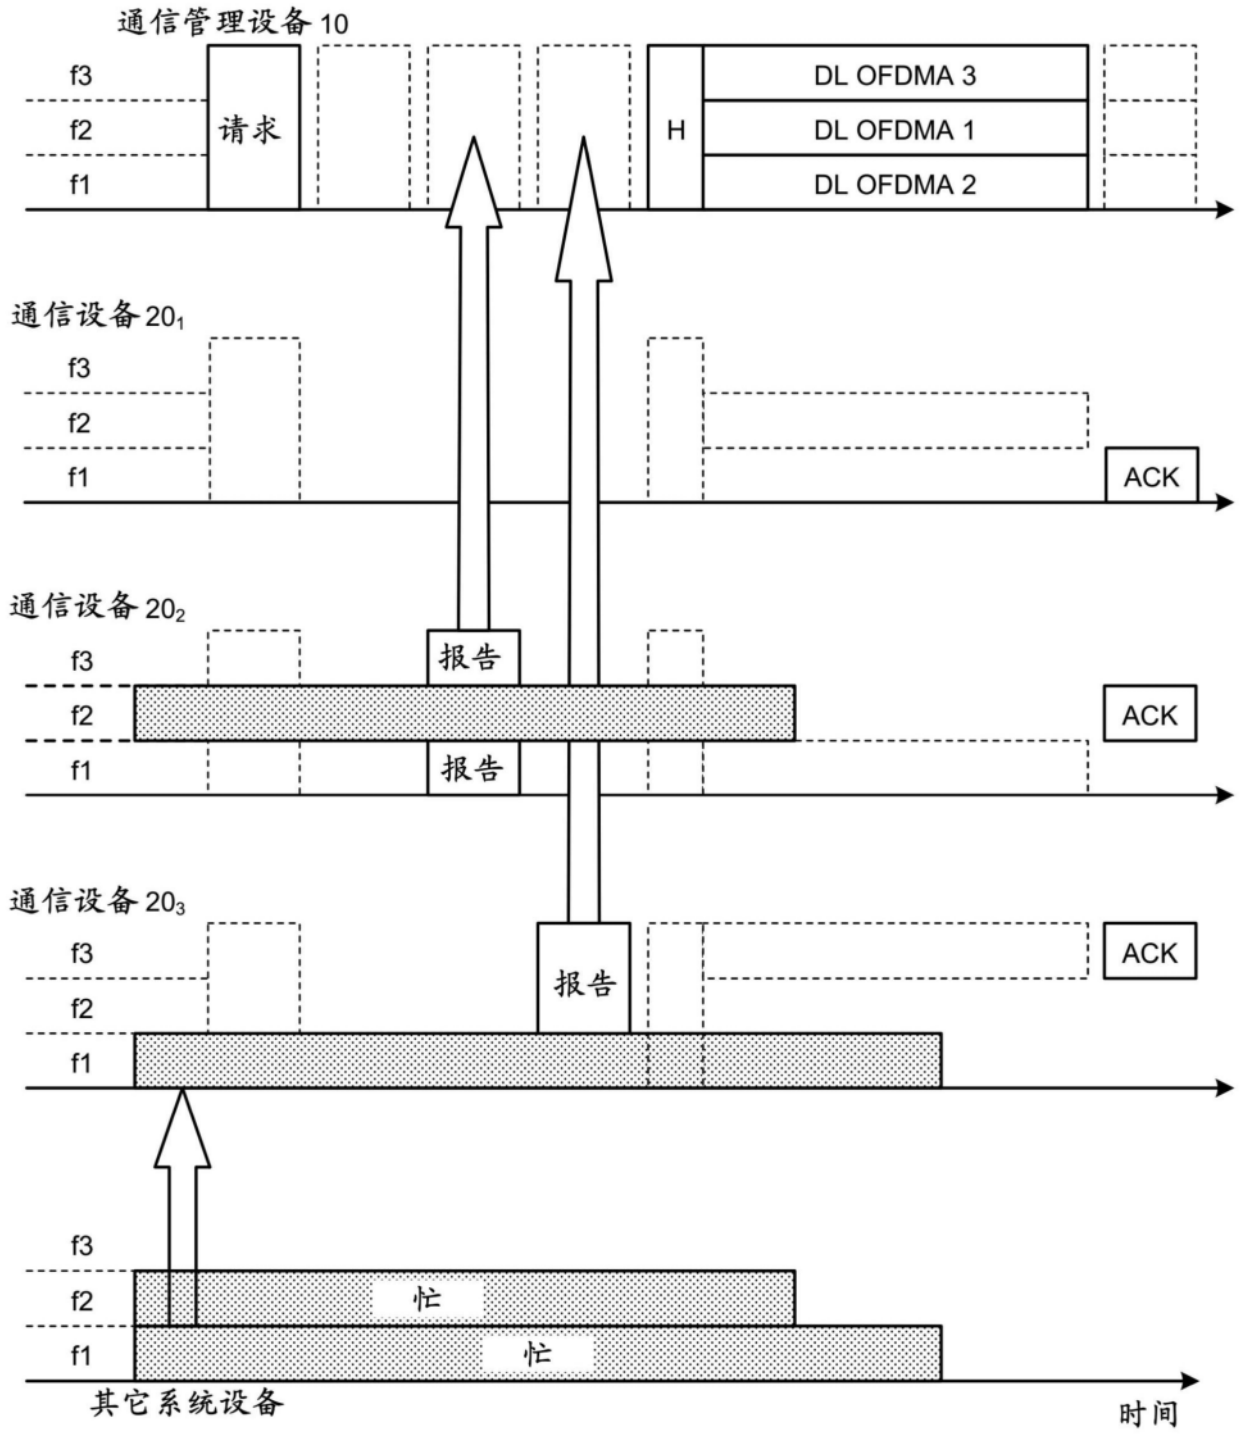 通信管理设备 10
f3
DL OFDMA 3
f2
请求
H
DL OFDMA 1
f1
DL OFDMA 2
通信设备 20₁
f3
f2
f1
ACK
通信设备 20₂
f3
报告
f2
ACK
f1
报告
通信设备 20₃
f3
ACK
报告
f2
f1
f3
f2
忙
f1
忙
其它系统设备
时间